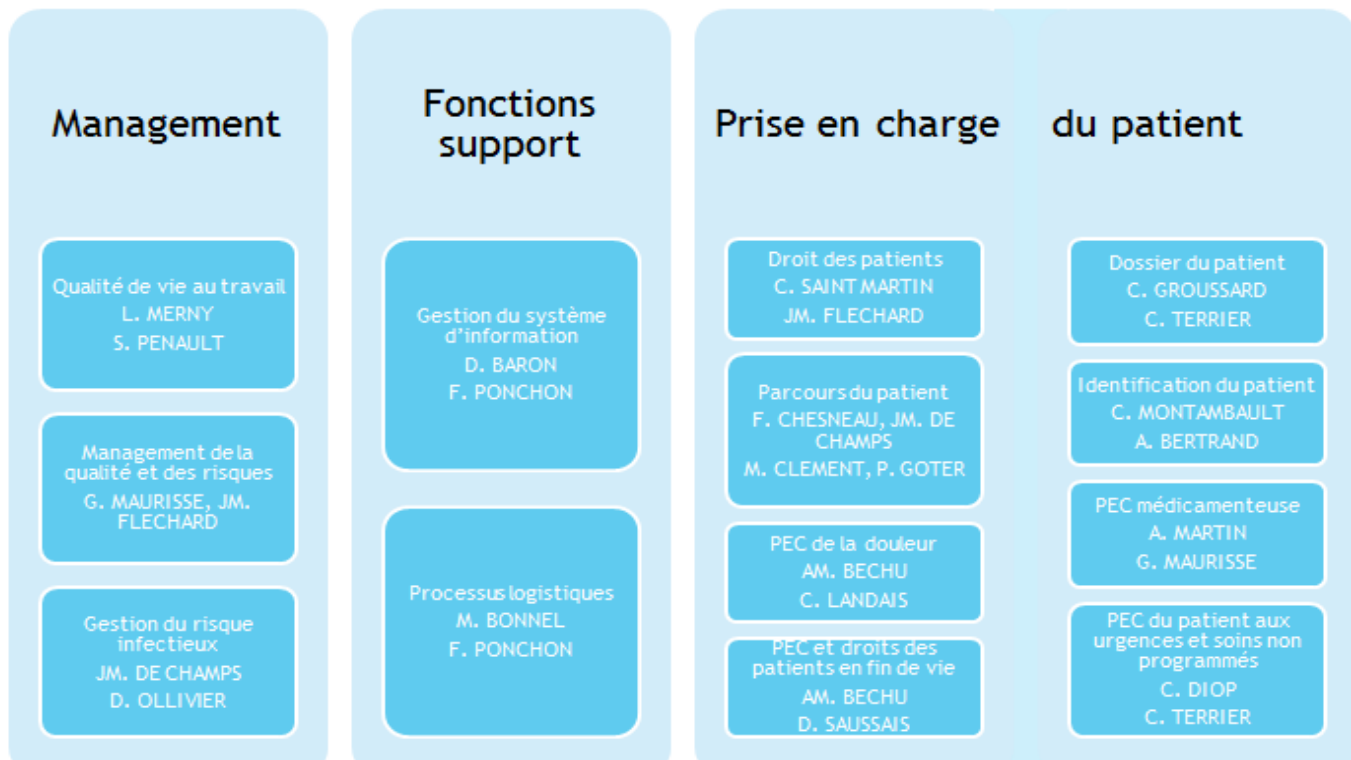 Management
Qualité de vie au travail
L. MERNY
S. PENAULT
Management de la
qualité et des risques
G. MAURISSE, JM.
FLECHARD
Gestion du risque
infectieux
JM. DE CHAMPS
D. OLLIVIER
Fonctions
support
Gestion du système
d'information
D. BARON
F. PONCHON
Processus logistiques
M. BONNEL
F. PONCHON
Prise en charge du patient
Droit des patients
C. SAINT MARTIN
JM. FLECHARD
Parcours du patient
F. CHESNEAU, JM. DE
CHAMPS
M. CLEMENT, P. GOTER
PEC de la douleur
AM. BECHU
C. LANDAIS
PEC et droits des
patients en fin de vie
AM. BECHU
D. SAUSSAIS
Dossier du patient
C. GROUSSARD
C. TERRIER
Identification du patient
C. MONTAMBAULT
A. BERTRAND
PEC médicamenteuse
A. MARTIN
G. MAURISSE
PEC du patient aux
urgences et soins non
programmés
C. DIOP
C. TERRIER